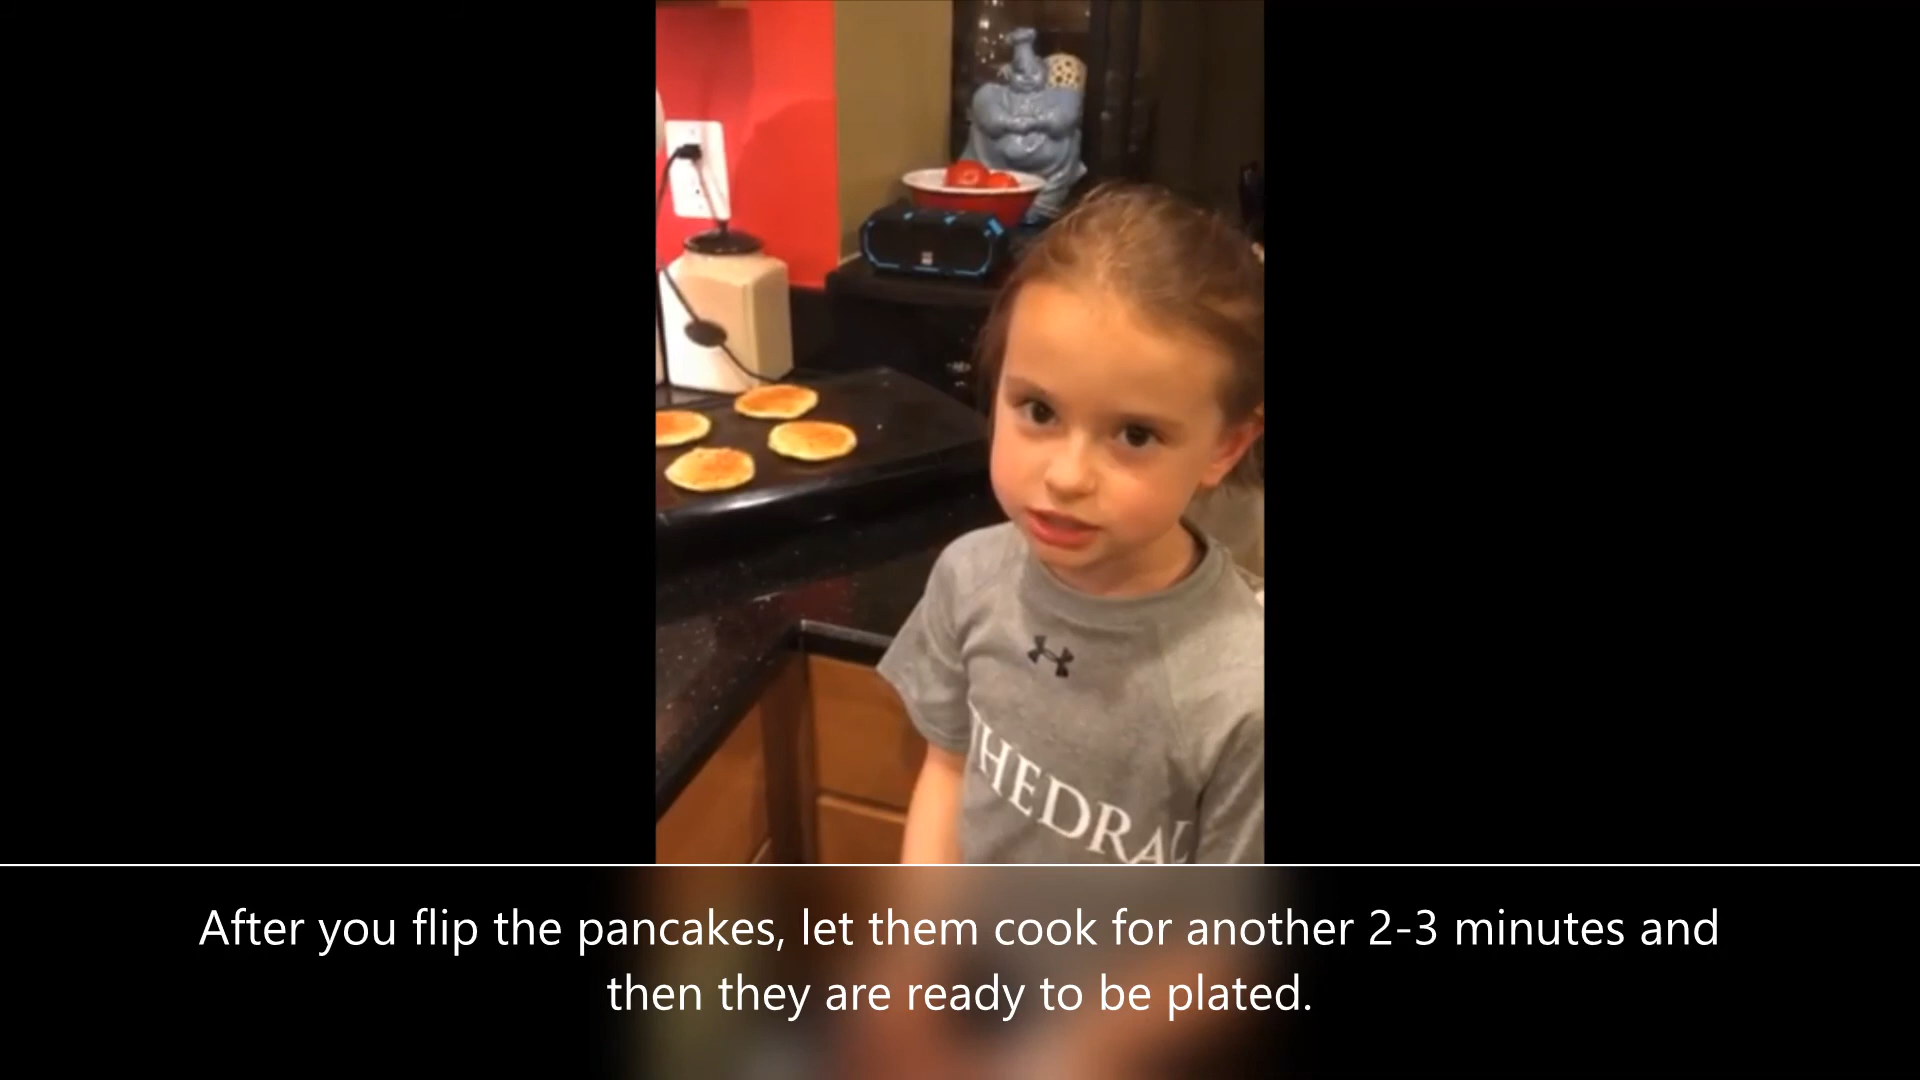 THEDRAL
After you flip the pancakes, let them cook for another 2-3 minutes and
then they are ready to be plated.